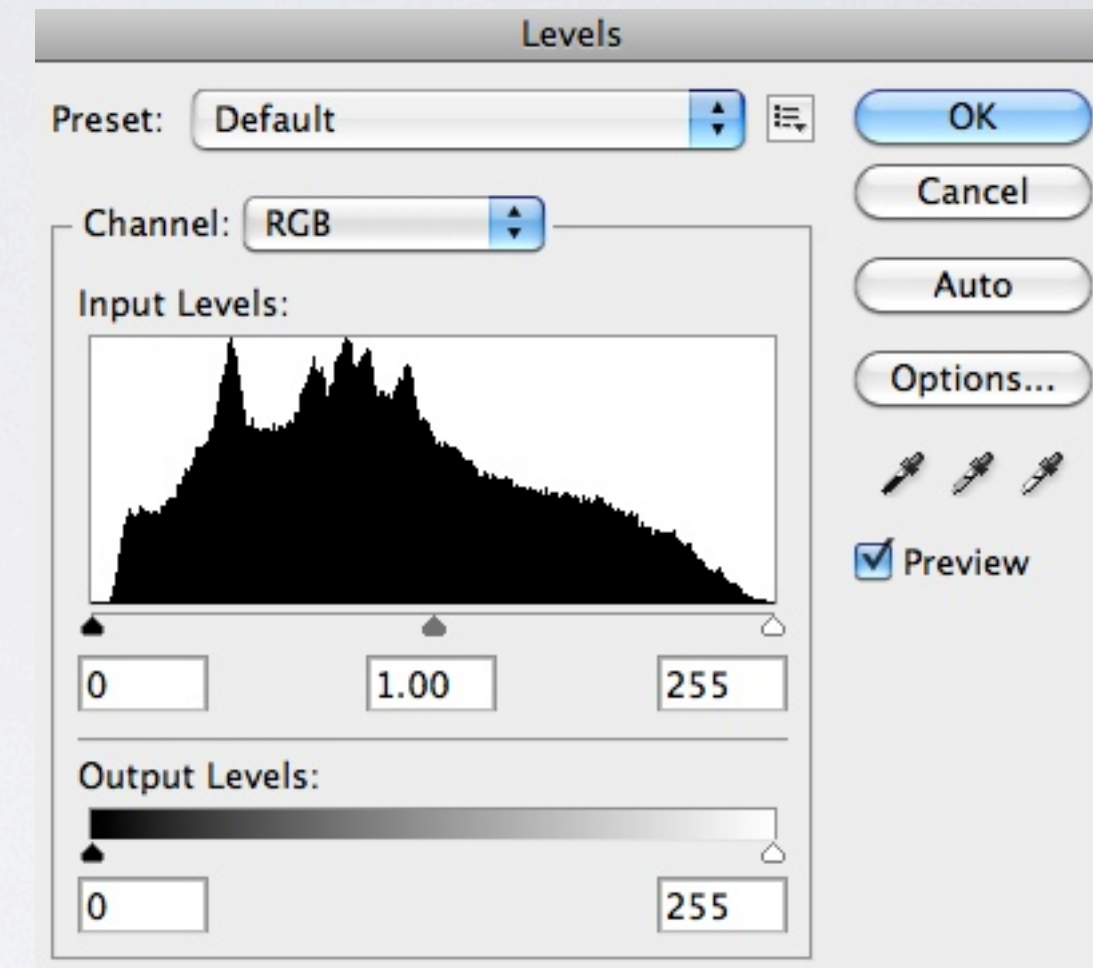 Levels
Preset: Default
OK
Cancel
Channel: RGB
Auto
Input Levels:
Options...
Preview
0 1.00 255
Output Levels:
0 255